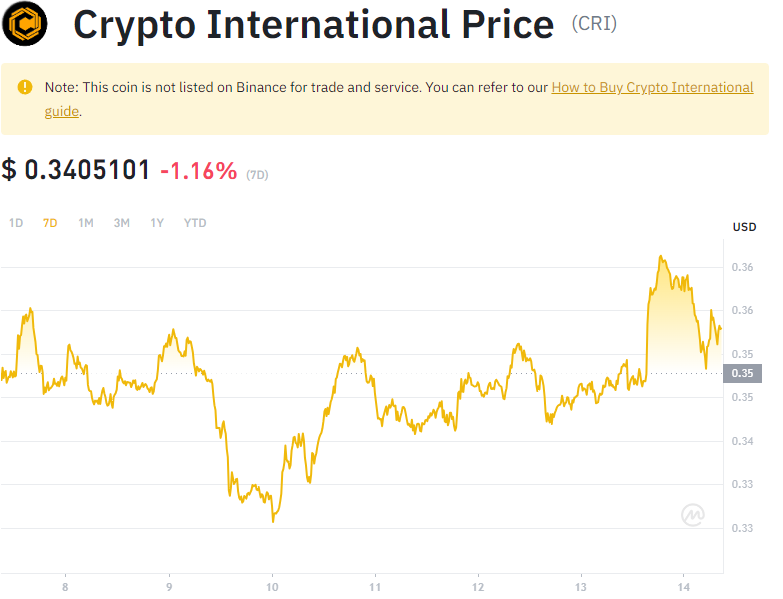 Crypto International Price (CRI)
Note: This coin is not listed on Binance for trade and service. You can refer to our How to Buy Crypto International
guide.
$ 0.3405101 -1.16% (7D)
1D 7D 1M 3M 1Y YTD
USD
0.36
0.36
0.35
0.35
0.35
0.34
0.33
0.33
8 9 10 11 12 13 14